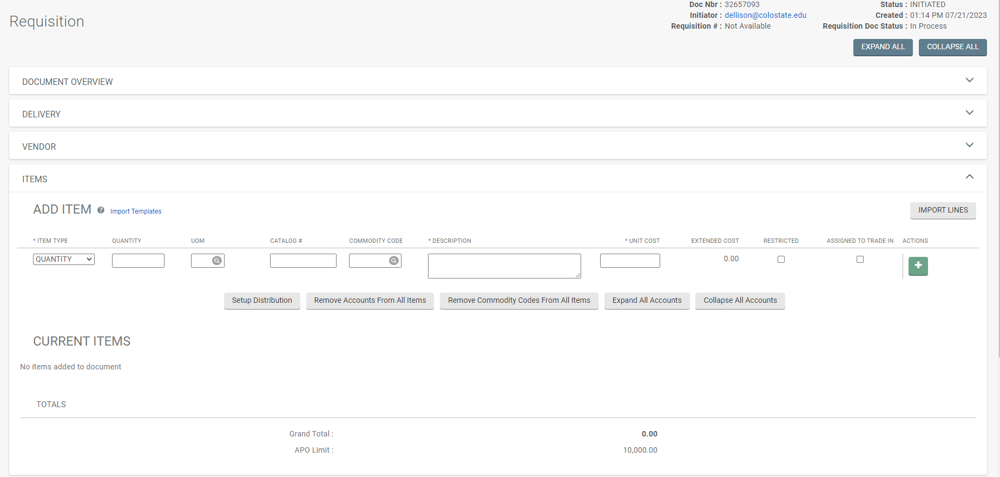 Requisition
Doc Nbr : 32657093 Status : INITIATED
Initiator : dellison@colostate.edu Created : 01:14 PM 07/21/2023
Requisition # : Not Available Requisition Doc Status : In Process
EXPAND ALL COLLAPSE ALL
DOCUMENT OVERVIEW
DELIVERY
VENDOR
ITEMS
ADD ITEM ? Import Templates IMPORT LINES
* ITEM TYPE QUANTITY UOM CATALOG # COMMODITY CODE * DESCRIPTION * UNIT COST EXTENDED COST RESTRICTED ASSIGNED TO TRADE IN ACTIONS
QUANTITY 0.00 +
Setup Distribution Remove Accounts From All Items Remove Commodity Codes From All Items Expand All Accounts Collapse All Accounts
CURRENT ITEMS
No items added to document
TOTALS
Grand Total : 0.00
APO Limit : 10,000.00